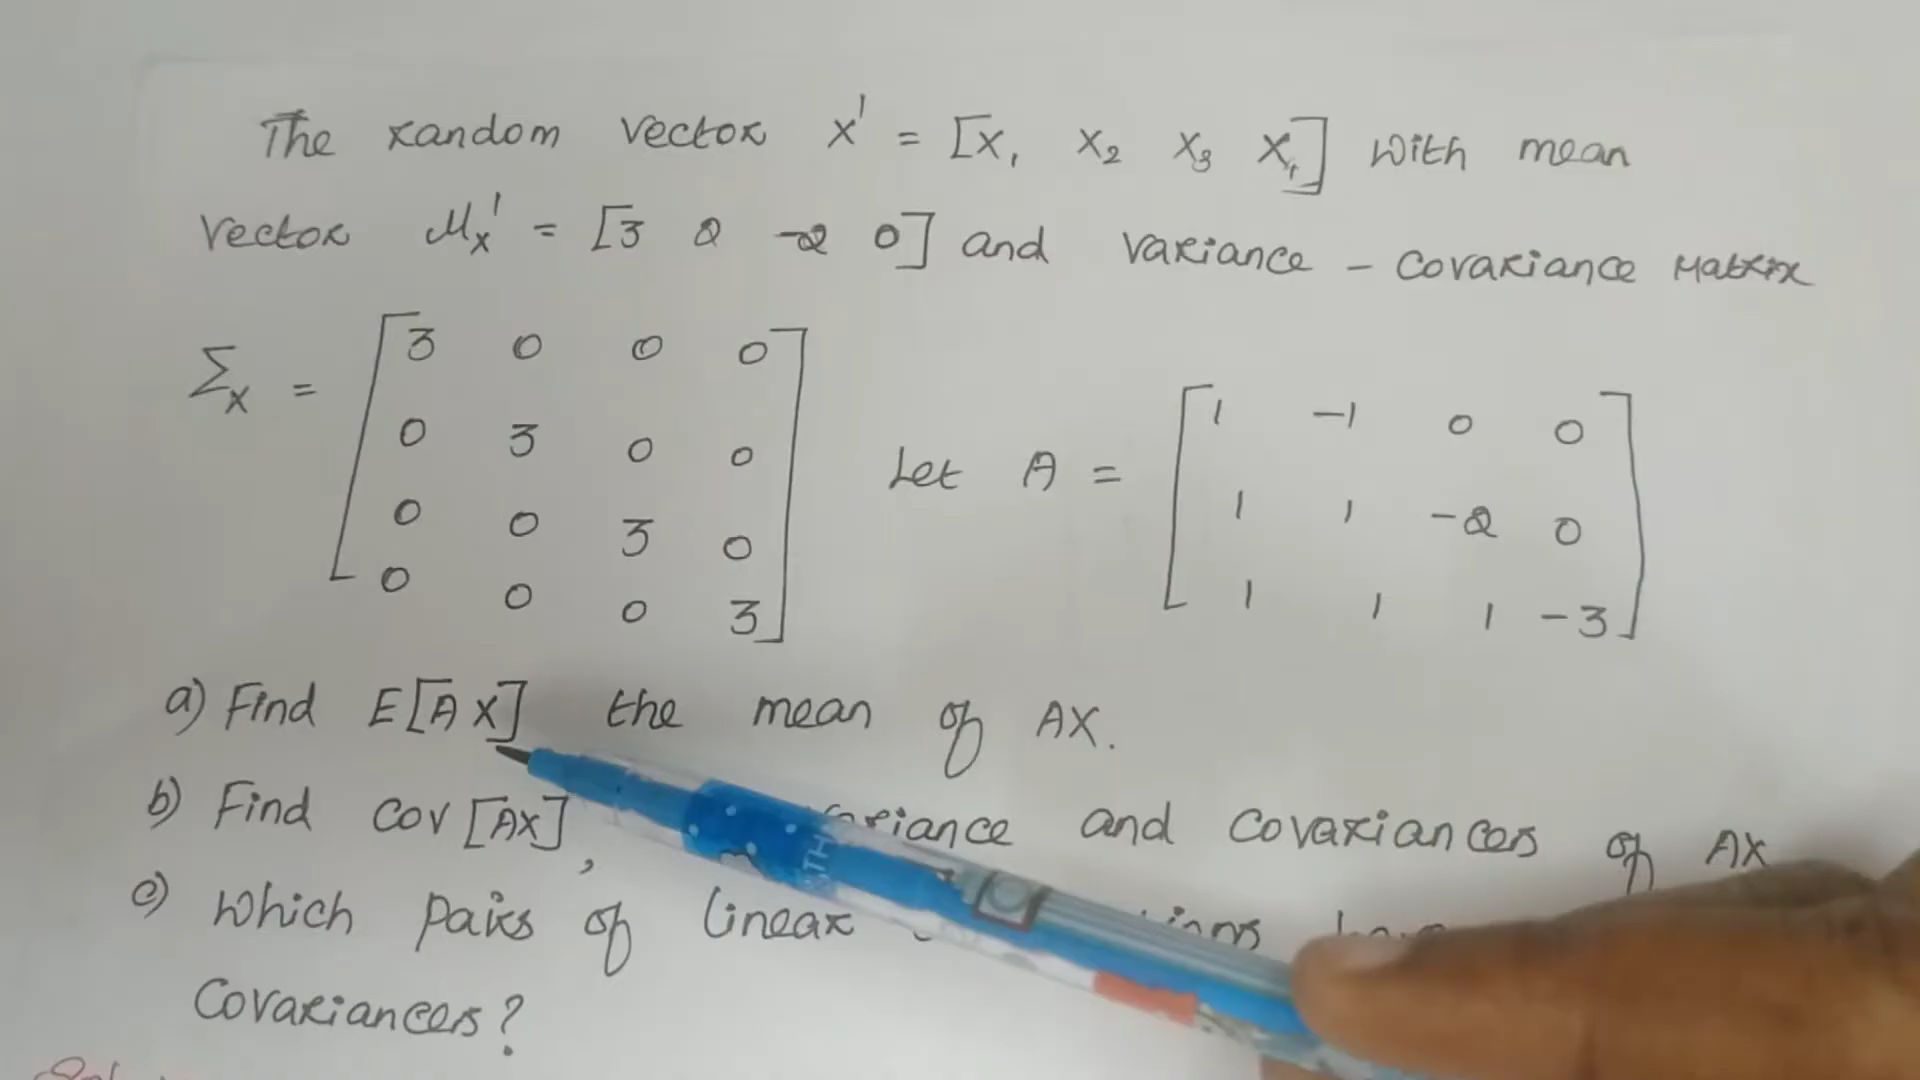 The random vector X' = [X₁ X₂ X₃ X₄] with mean
vector μₓ' = [3 2 -2 0] and variance - covariance Matrix
Σₓ = [3 0 0 0
0 3 0 0
0 0 3 0
0 0 0 3]
Let A = [1 -1 0 0
1 1 -2 0
1 1 1 -3]
a) Find E[AX] the mean of AX.
b) Find cov[AX], and covariances of AX
c) which pairs of linear
covariances?